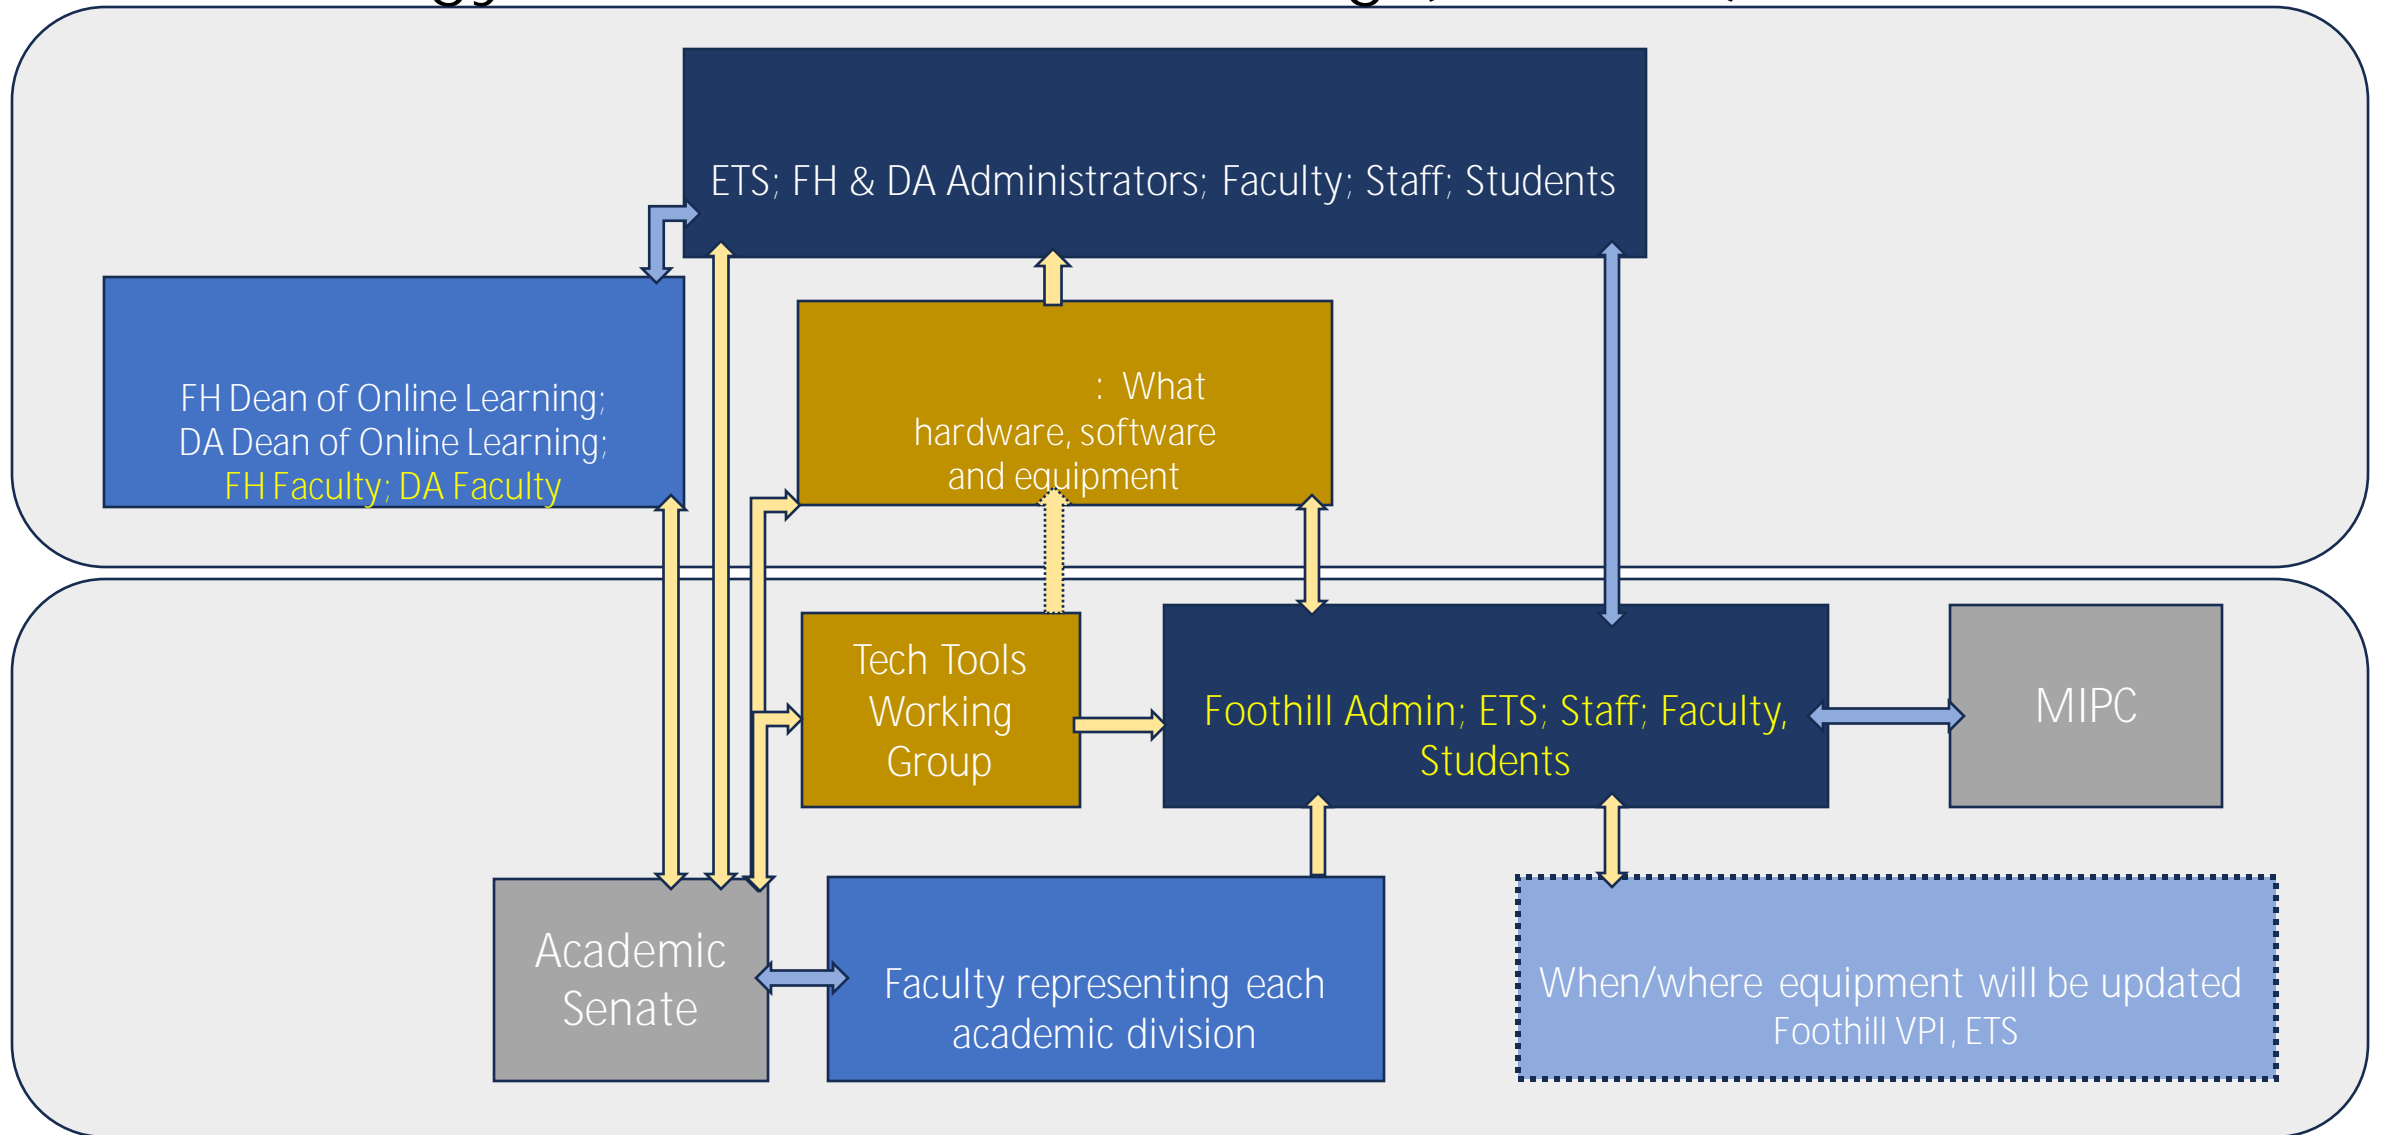 ETS; FH & DA Administrators; Faculty; Staff; Students
FH Dean of Online Learning;
DA Dean of Online Learning;
FH Faculty; DA Faculty
: What
hardware, software
and equipment
Tech Tools
Working
Group
Foothill Admin; ETS; Staff; Faculty,
Students
MIPC
Academic
Senate
Faculty representing each
academic division
When/where equipment will be updated
Foothill VPI, ETS